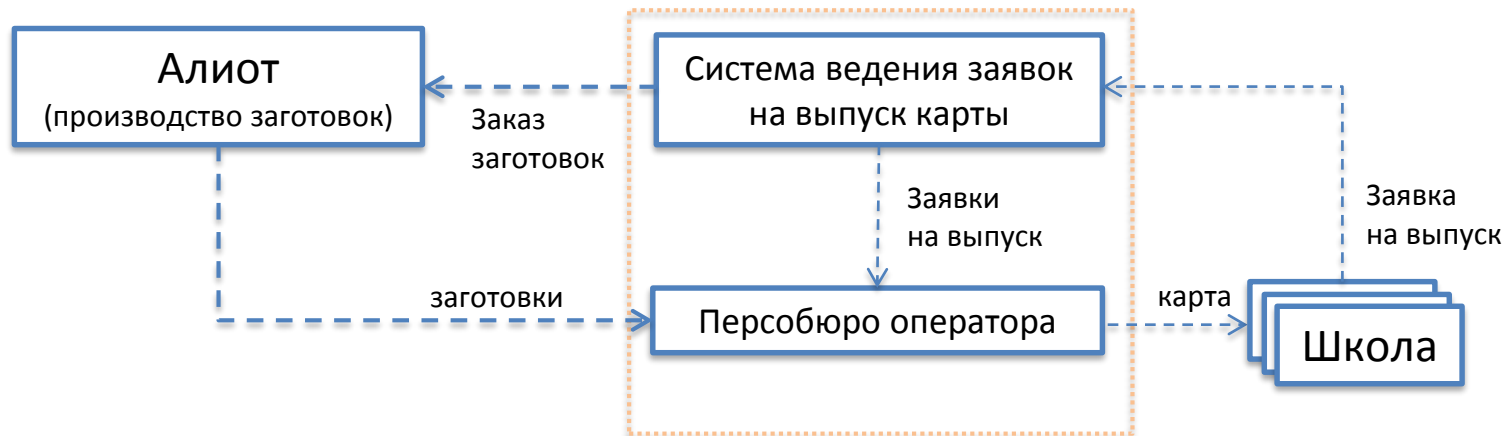 Алиот
(производство заготовок)
Система ведения заявок
на выпуск карты
Заказ
заготовок
Заявки
на выпуск
Заявка
на выпуск
заготовки
Персобюро оператора
карта
Школа